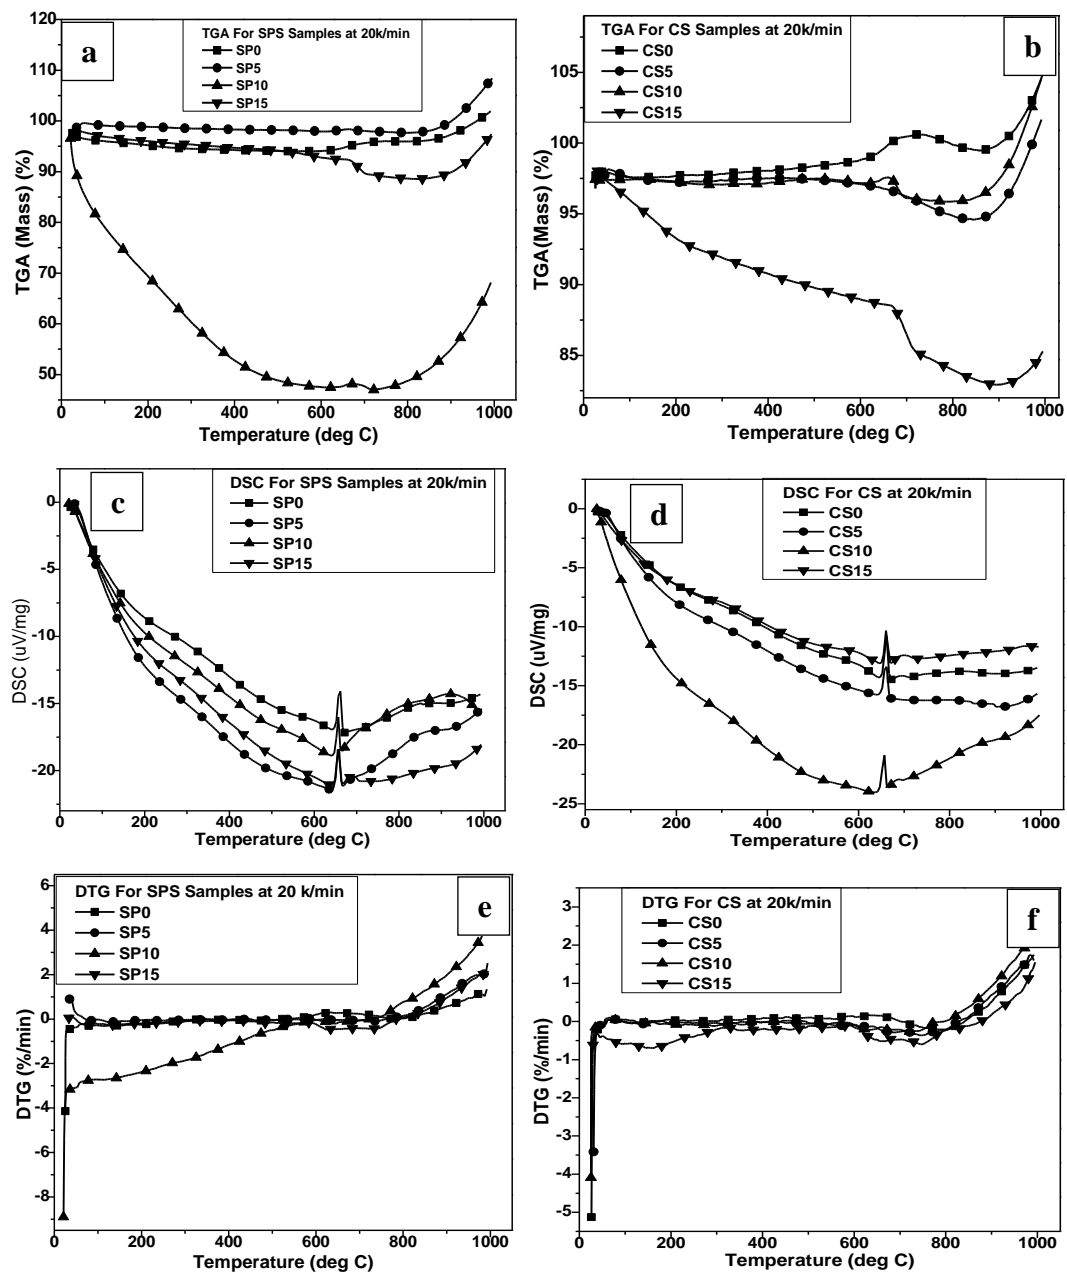 a
TGA For SPS Samples at 20k/min
SP0
SP5
SP10
SP15
120
110
100
90
80
70
60
50
TGA (Mass) (%)
0 200 400 600 800 1000
Temperature (deg C)
b
TGA For CS Samples at 20k/min
CS0
CS5
CS10
CS15
105
100
95
90
85
TGA(Mass) (%)
0 200 400 600 800 1000
Temperature (deg C)
c
DSC For SPS Samples at 20k/min
SP0
SP5
SP10
SP15
0
-5
-10
-15
-20
DSC (uV/mg)
0 200 400 600 800 1000
Temperature (deg C)
d
DSC For CS at 20k/min
CS0
CS5
CS10
CS15
0
-5
-10
-15
-20
-25
DSC (uV/mg)
0 200 400 600 800 1000
Temperature (deg C)
e
DTG For SPS Samples at 20 k/min
SP0
SP5
SP10
SP15
6
4
2
0
-2
-4
-6
-8
DTG (%/min)
0 200 400 600 800 1000
Temperature (deg C)
f
DTG For CS at 20k/min
CS0
CS5
CS10
CS15
3
2
1
0
-1
-2
-3
-4
-5
DTG (%/min)
0 200 400 600 800 1000
Temperature (deg C)